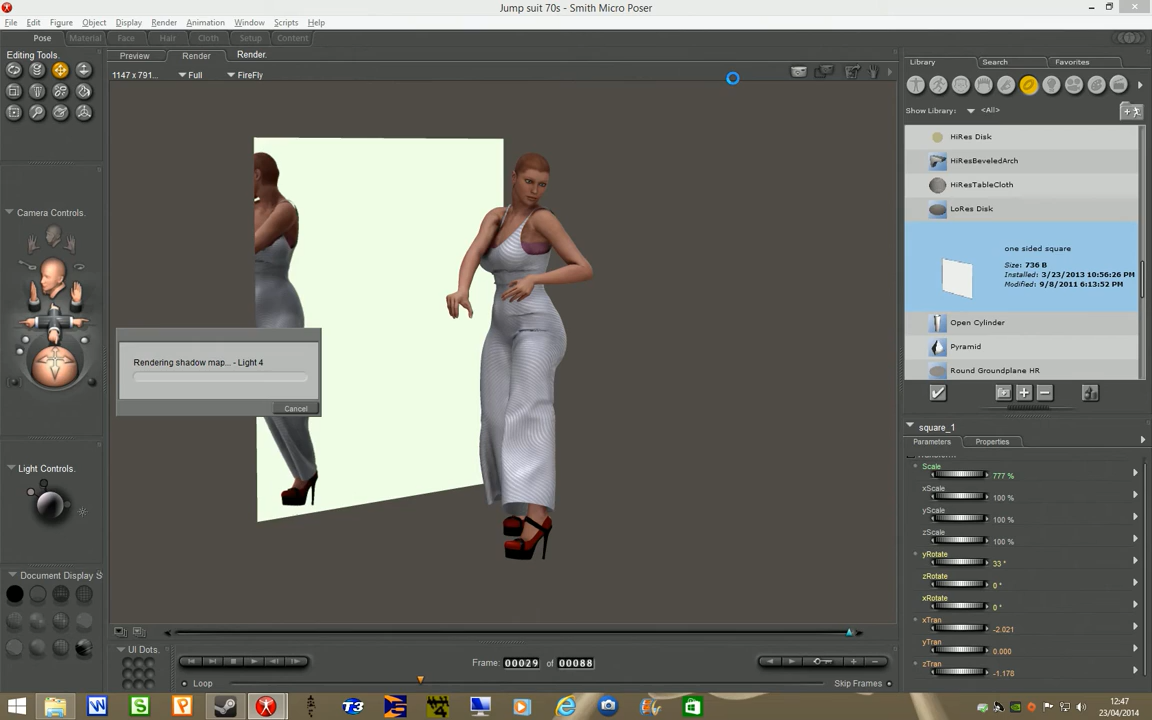 Jump suit 70s - Smith Micro Poser
File Edit Figure Object Display Render Animation Window Scripts Help
Pose Material Face Hair Cloth Setup Content
Editing Tools.
Preview Render Render.
1147 x 791... Full FireFly
Library Search Favorites
Show Library: <All>
HiRes Disk
HiResBeveledArch
HiResTableCloth
LoRes Disk
one sided square
Size: 736 B
Installed: 3/23/2013 10:56:26 PM
Modified: 9/8/2011 6:13:52 PM
Open Cylinder
Pyramid
Round Groundplane HR
Camera Controls.
Rendering shadow map... - Light 4
Cancel
square_1
Parameters Properties
Transform
Scale
777 %
xScale
100 %
yScale
100 %
zScale
100 %
yRotate
33 °
zRotate
0 °
xRotate
0 °
xTran
-2.021
yTran
0.000
zTran
-1.178
Light Controls.
Document Display S
UI Dots.
Frame: 00029 of 00088
Loop
Skip Frames
W S P T3
12:47
23/04/2014